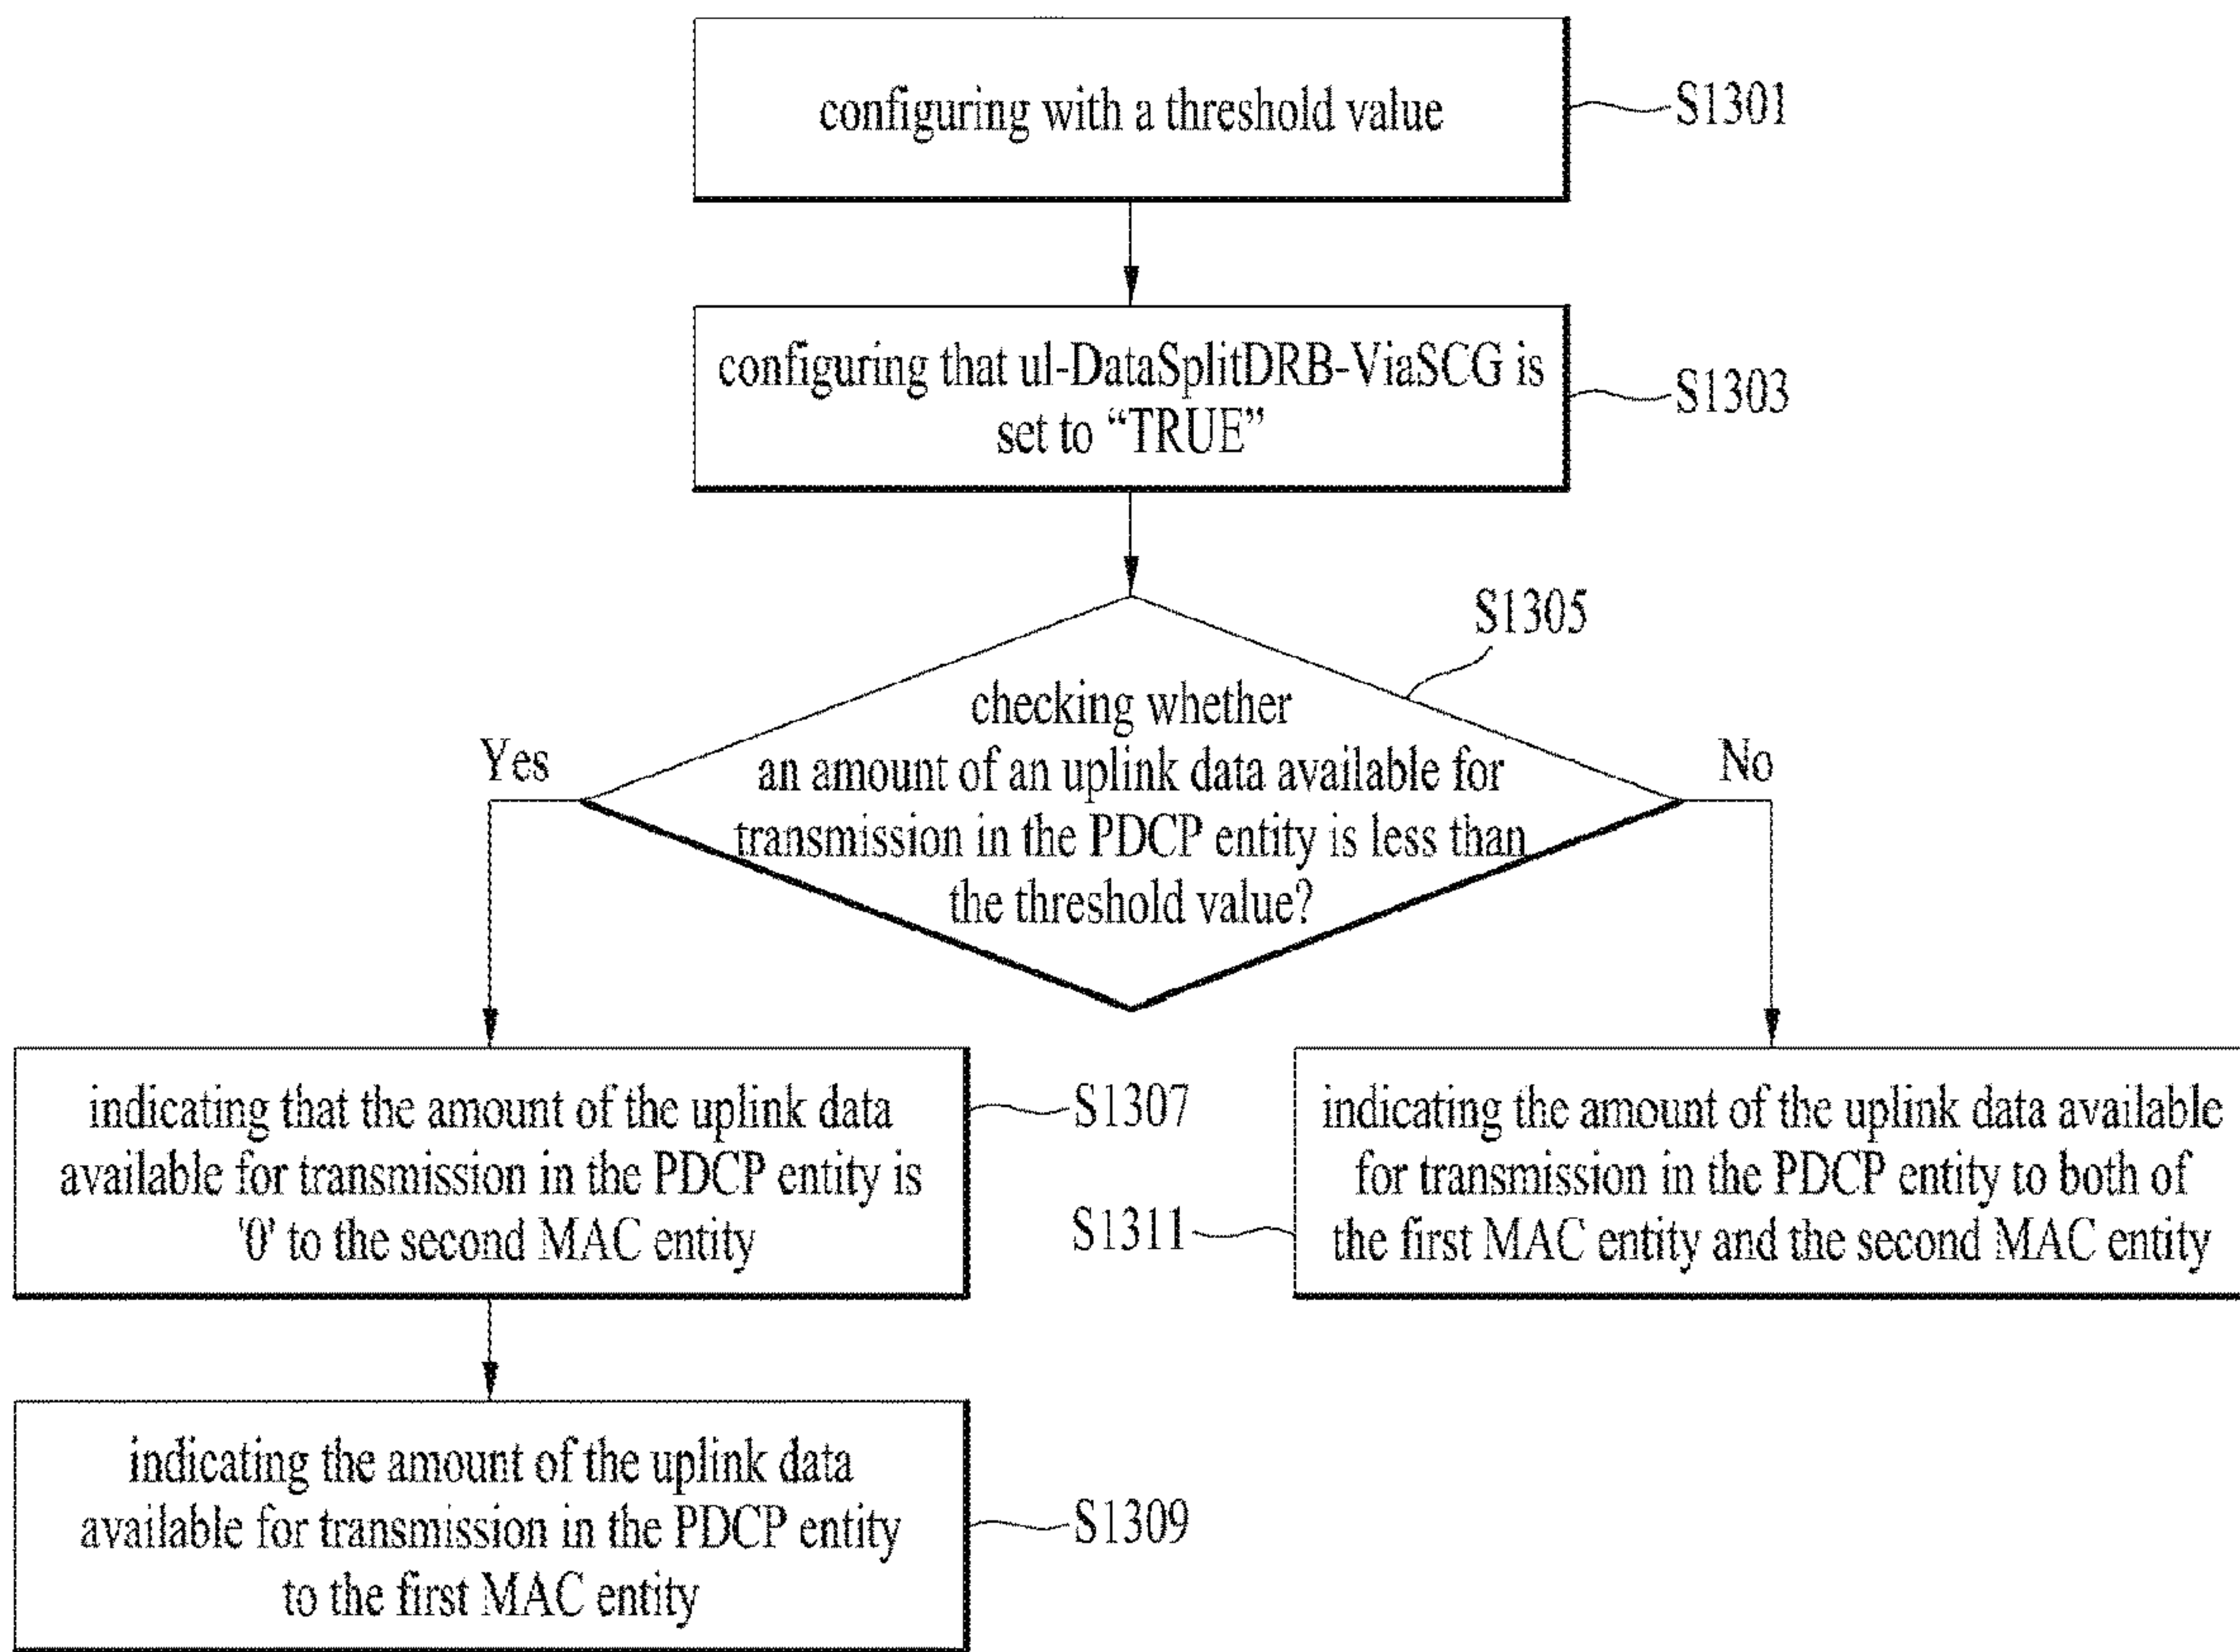 configuring with a threshold value
S1301
configuring that ul-DataSplitDRB-ViaSCG is
set to “TRUE”
S1303
S1305
checking whether
an amount of an uplink data available for
transmission in the PDCP entity is less than
the threshold value?
Yes
No
indicating that the amount of the uplink data
available for transmission in the PDCP entity is
'0' to the second MAC entity
S1307
indicating the amount of the uplink data available
for transmission in the PDCP entity to both of
the first MAC entity and the second MAC entity
S1311
indicating the amount of the uplink data
available for transmission in the PDCP entity
to the first MAC entity
S1309